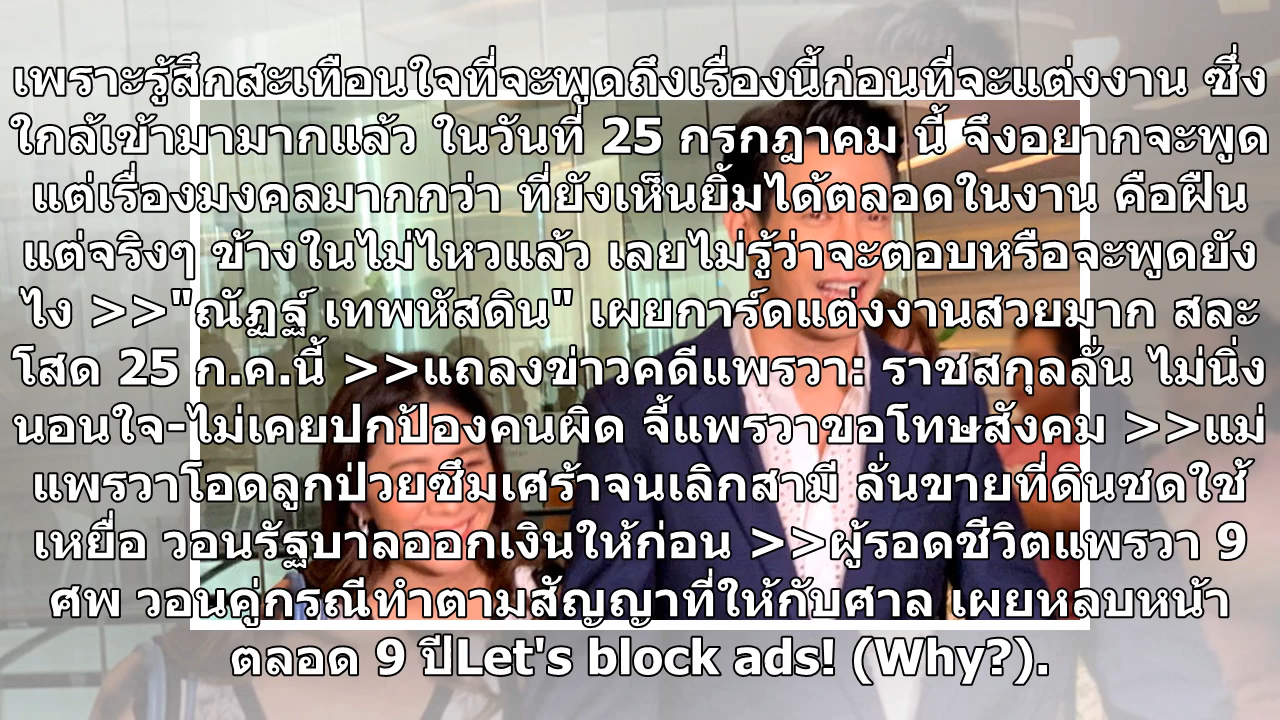 เพราะรู้สึกสะเทือนใจที่จะพูดถึงเรื่องนี้ก่อนที่จะแต่งงาน ซึ่ง
ใกล้เข้ามามากแล้ว ในวันที่ 25 กรกฎาคม นี้ จึงอยากจะพูด
แต่เรื่องมงคลมากกว่า ที่ยังเห็นยิ้มได้ตลอดในงาน คือฝืน
แต่จริงๆ ข้างในไม่ไหวแล้ว เลยไม่รู้ว่าจะตอบหรือจะพูดยัง
ไง >>"ณัฏฐ์ เทพหัสดิน" เผยการ์ดแต่งงานสวยมาก สละ
โสด 25 ก.ค.นี้ >>แถลงข่าวคดีแพรวา: ราชสกุลลั่น ไม่นิ่ง
นอนใจ-ไม่เคยปกป้องคนผิด จี้แพรวาขอโทษสังคม >>แม่
แพรวาโอดลูกป่วยซึมเศร้าจนเลิกสามี ลั่นขายที่ดินชดใช้
เหยื่อ วอนรัฐบาลออกเงินให้ก่อน >>ผู้รอดชีวิตแพรวา 9
ศพ วอนคู่กรณีทำตามสัญญาที่ให้กับศาล เผยหลบหน้า
ตลอด 9 ปีLet's block ads! (Why?).